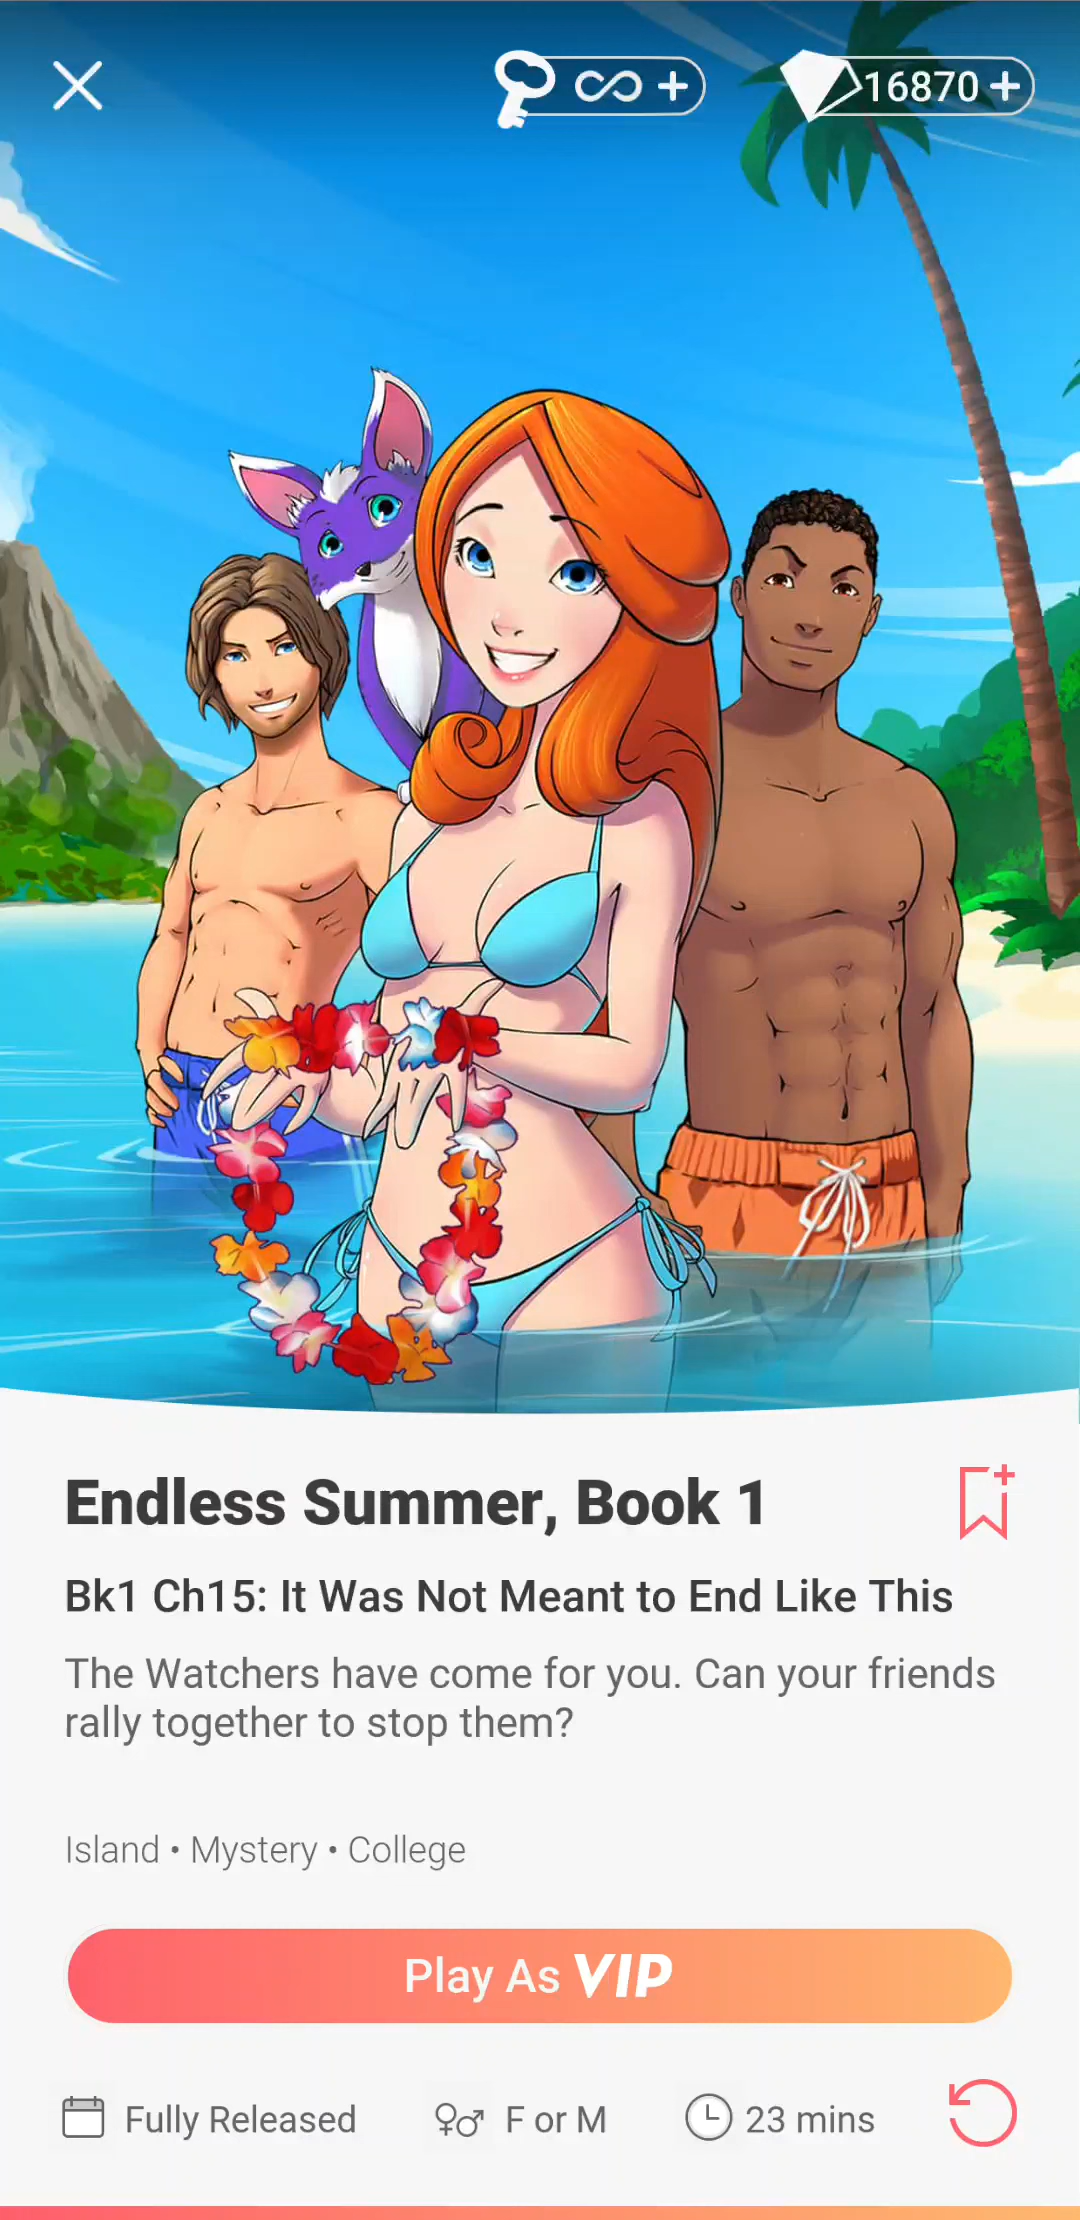 16870
Endless Summer, Book 1
Bk1 Ch15: It Was Not Meant to End Like This
The Watchers have come for you. Can your friends
rally together to stop them?
Island • Mystery • College
Play As VIP
Fully Released
F or M
23 mins